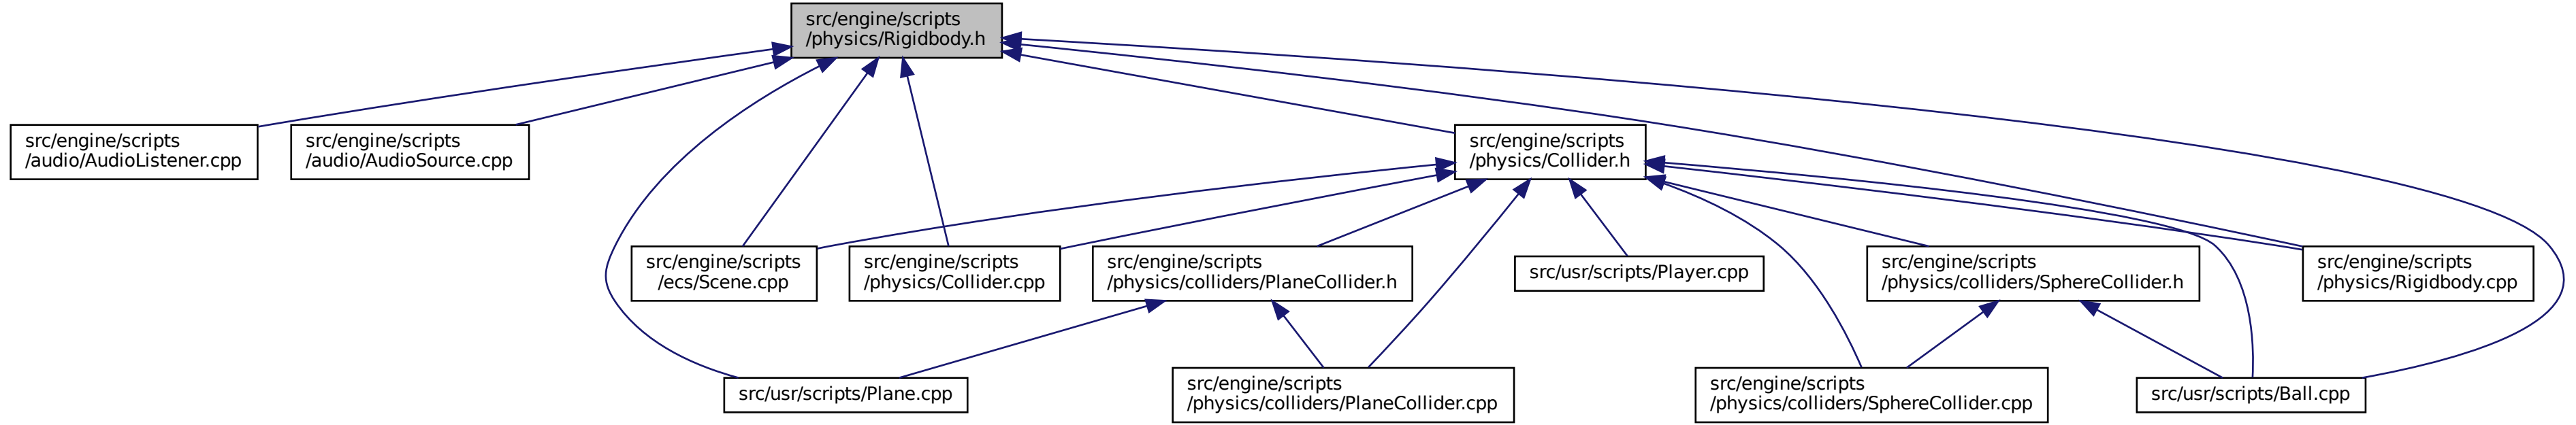 src/engine/scripts
/physics/Rigidbody.h
src/engine/scripts
/audio/AudioListener.cpp
src/engine/scripts
/audio/AudioSource.cpp
src/engine/scripts
/physics/Collider.h
src/engine/scripts
/ecs/Scene.cpp
src/engine/scripts
/physics/Collider.cpp
src/engine/scripts
/physics/colliders/PlaneCollider.h
src/usr/scripts/Player.cpp
src/engine/scripts
/physics/colliders/SphereCollider.h
src/engine/scripts
/physics/Rigidbody.cpp
src/usr/scripts/Plane.cpp
src/engine/scripts
/physics/colliders/PlaneCollider.cpp
src/engine/scripts
/physics/colliders/SphereCollider.cpp
src/usr/scripts/Ball.cpp